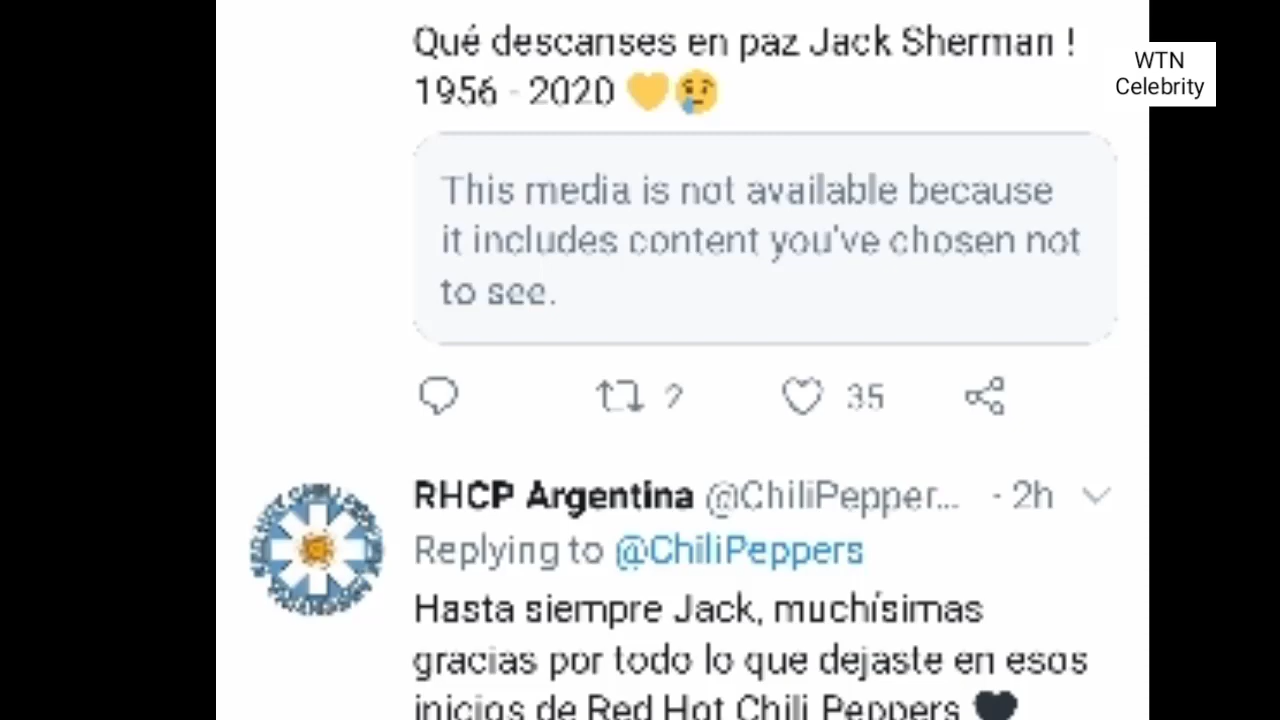 Qué descanses en paz Jack Sherman !
1956 - 2020 💛😢
WTN
Celebrity
This media is not available because
it includes content you've chosen not
to see.
2 35
RHCP Argentina @ChiliPepper... · 2h
Replying to @ChiliPeppers
Hasta siempre Jack, muchísimas
gracias por todo lo que dejaste en esos
inicios de Red Hot Chili Peppers 🖤